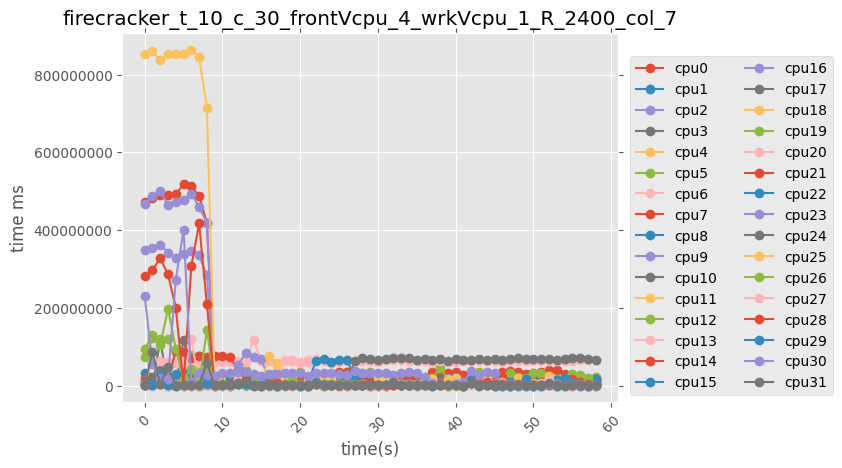 firecracker_t_10_c_30_frontVcpu_4_wrkVcpu_1_R_2400_col_7
time ms
800000000
600000000
400000000
200000000
0
0
10
20
30
40
50
60
time(s)
cpu0
cpu1
cpu2
cpu3
cpu4
cpu5
cpu6
cpu7
cpu8
cpu9
cpu10
cpu11
cpu12
cpu13
cpu14
cpu15
cpu16
cpu17
cpu18
cpu19
cpu20
cpu21
cpu22
cpu23
cpu24
cpu25
cpu26
cpu27
cpu28
cpu29
cpu30
cpu31